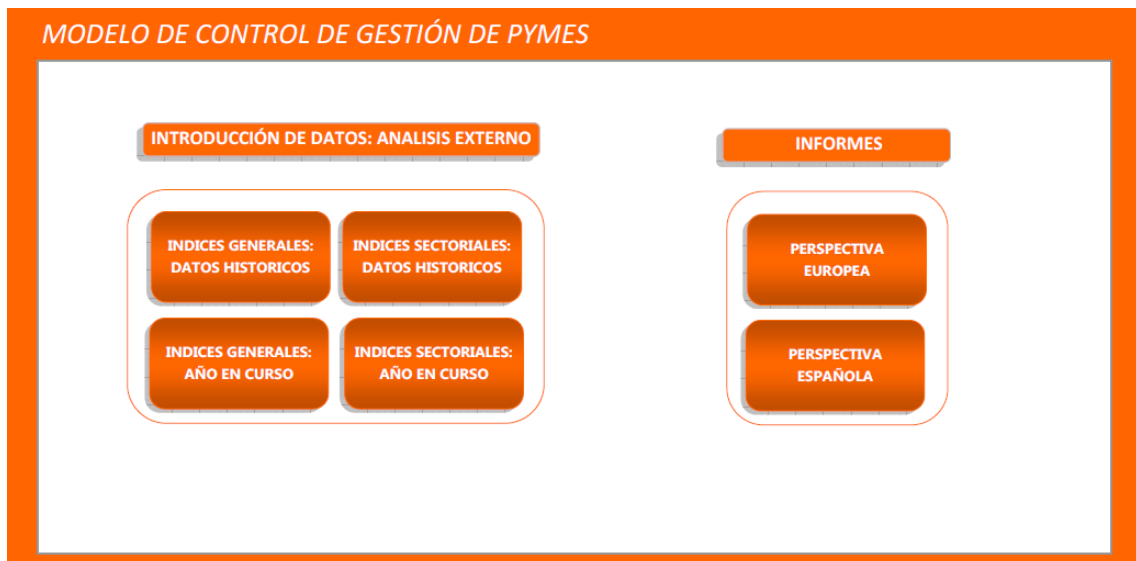 MODELO DE CONTROL DE GESTIÓN DE PYMES
INTRODUCCIÓN DE DATOS: ANALISIS EXTERNO
INDICES GENERALES:
DATOS HISTORICOS
INDICES SECTORIALES:
DATOS HISTORICOS
INDICES GENERALES:
AÑO EN CURSO
INDICES SECTORIALES:
AÑO EN CURSO
INFORMES
PERSPECTIVA
EUROPEA
PERSPECTIVA
ESPAÑOLA